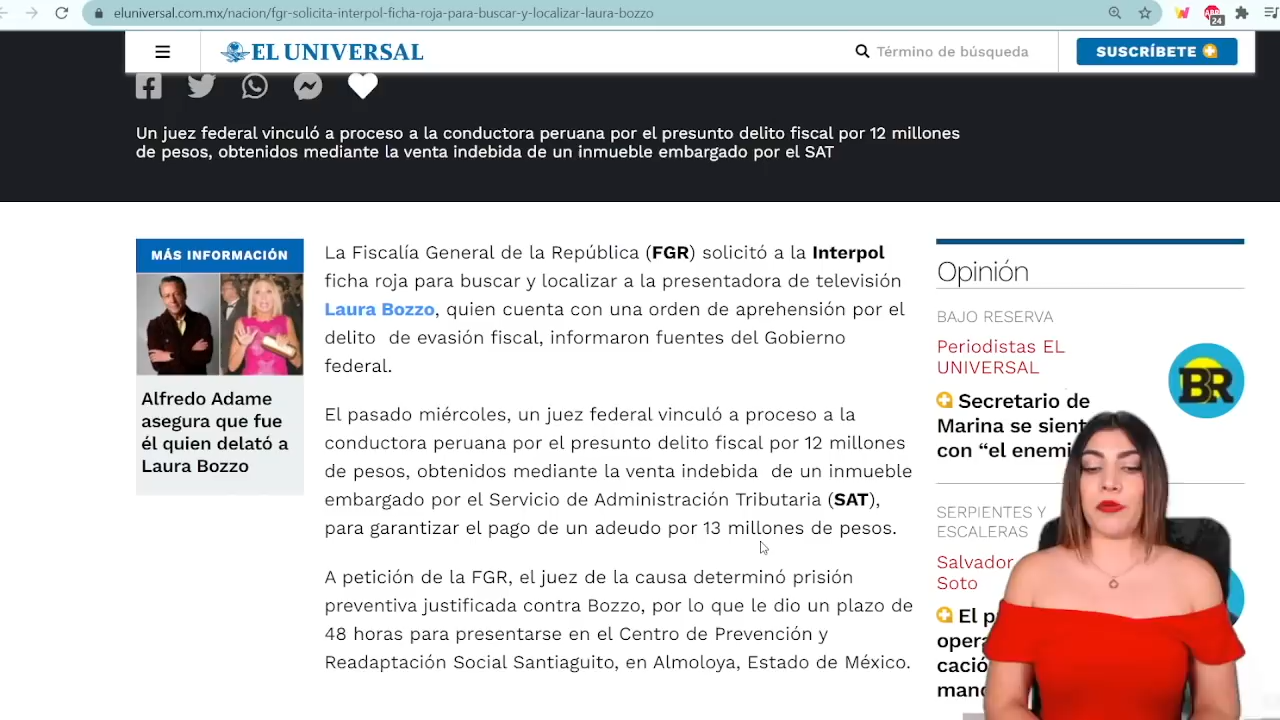 eluniversal.com.mx/nacion/fgr-solicita-interpol-ficha-roja-para-buscar-y-localizar-laura-bozzo
24
EL UNIVERSAL
Término de búsqueda
SUSCRÍBETE
Un juez federal vinculó a proceso a la conductora peruana por el presunto delito fiscal por 12 millones
de pesos, obtenidos mediante la venta indebida de un inmueble embargado por el SAT
MÁS INFORMACIÓN
Alfredo Adame
asegura que fue
él quien delató a
Laura Bozzo
La Fiscalía General de la República (FGR) solicitó a la Interpol
ficha roja para buscar y localizar a la presentadora de televisión
Laura Bozzo, quien cuenta con una orden de aprehensión por el
delito de evasión fiscal, informaron fuentes del Gobierno
federal.
El pasado miércoles, un juez federal vinculó a proceso a la
conductora peruana por el presunto delito fiscal por 12 millones
de pesos, obtenidos mediante la venta indebida de un inmueble
embargado por el Servicio de Administración Tributaria (SAT),
para garantizar el pago de un adeudo por 13 millones de pesos.
A petición de la FGR, el juez de la causa determinó prisión
preventiva justificada contra Bozzo, por lo que le dio un plazo de
48 horas para presentarse en el Centro de Prevención y
Readaptación Social Santiaguito, en Almoloya, Estado de México.
Opinión
BAJO RESERVA
Periodistas EL
UNIVERSAL
BR
Secretario de
Marina se sient
con “el enemi
SERPIENTES Y
ESCALERAS
Salvador
Soto
El p
opera
cació
man